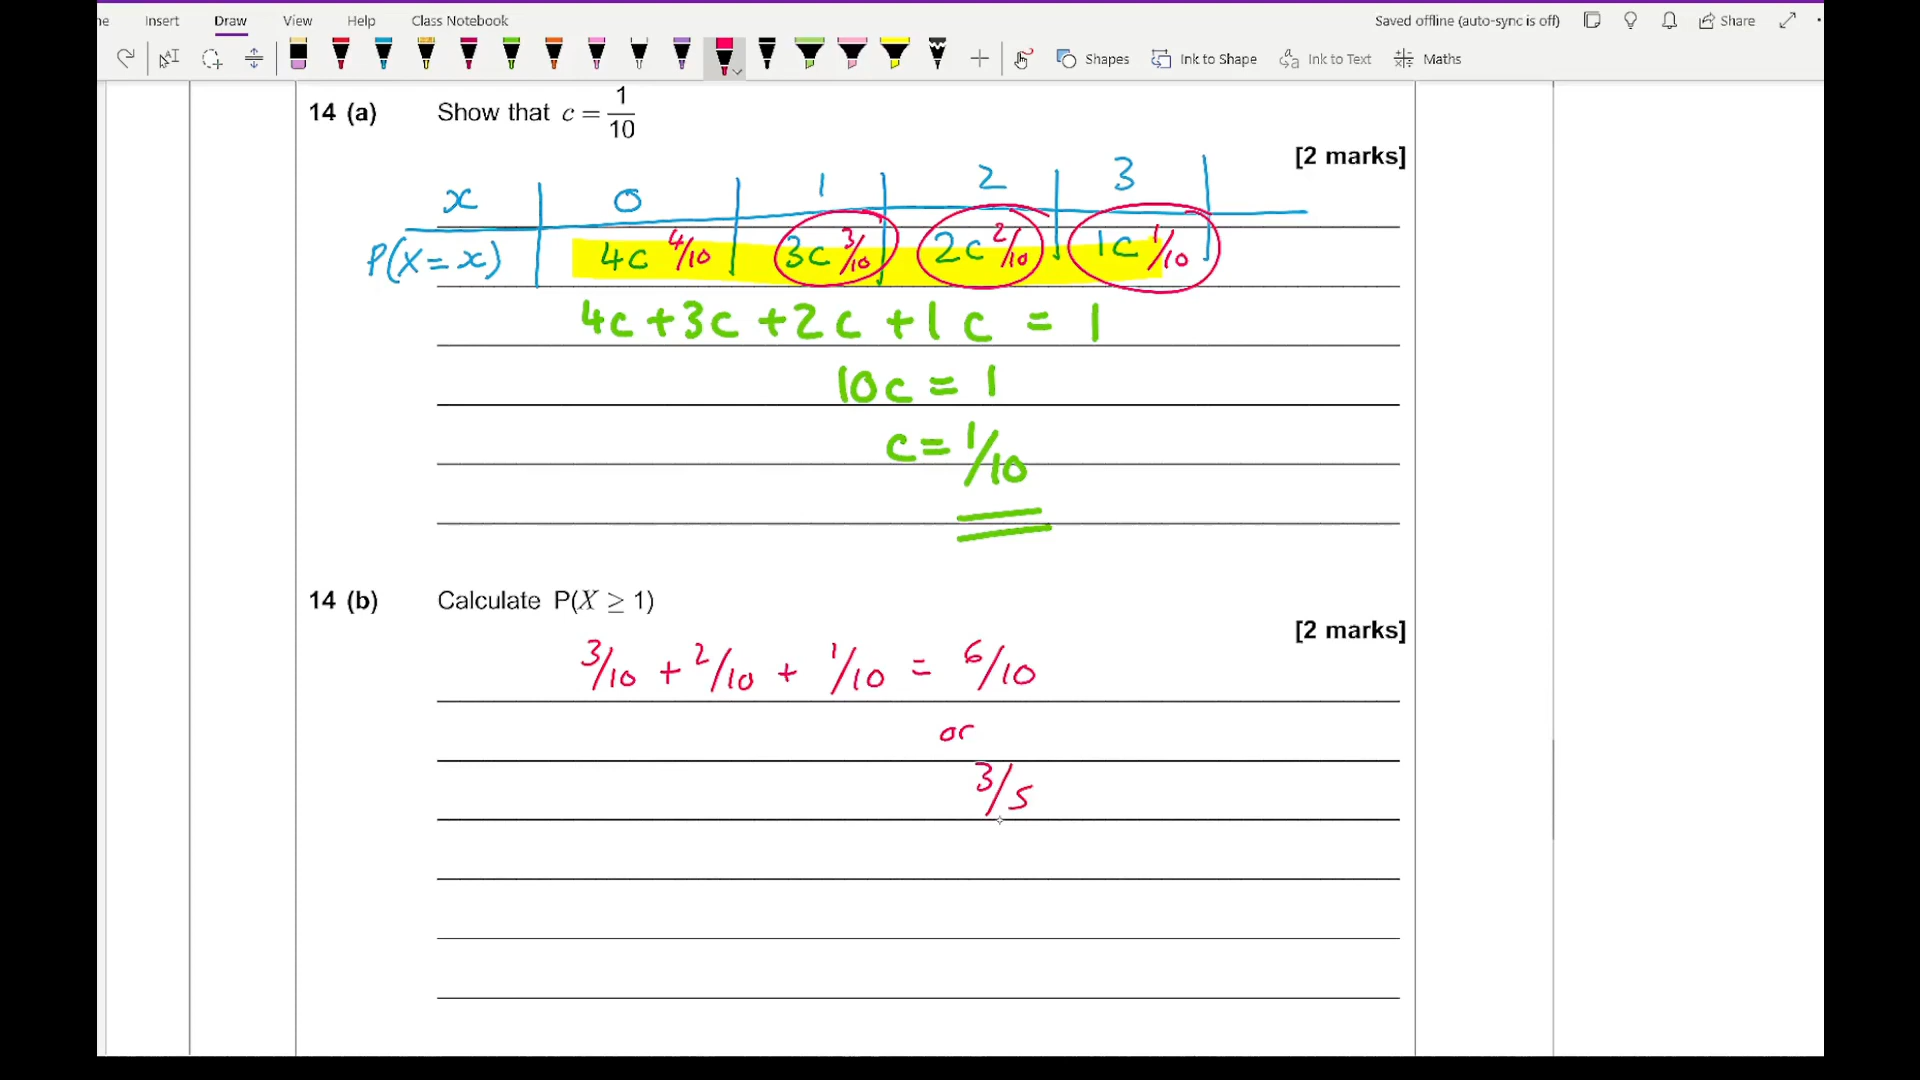 Insert Draw View Help Class Notebook Saved offline (auto-sync is off) Share
Shapes Ink to Shape Ink to Text Maths
14 (a) Show that c = 1/10
[2 marks]
x 0 1 2 3
P(X=x) 4c 4/10 3c 3/10 2c 2/10 1c 1/10
4c + 3c + 2c + 1c = 1
10c = 1
c = 1/10
14 (b) Calculate P(X ≥ 1)
[2 marks]
3/10 + 2/10 + 1/10 = 6/10
or
3/5